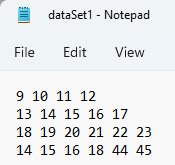 dataSet1 - Notepad
File Edit View
9 10 11 12
13 14 15 16 17
18 19 20 21 22 23
14 15 16 18 44 45